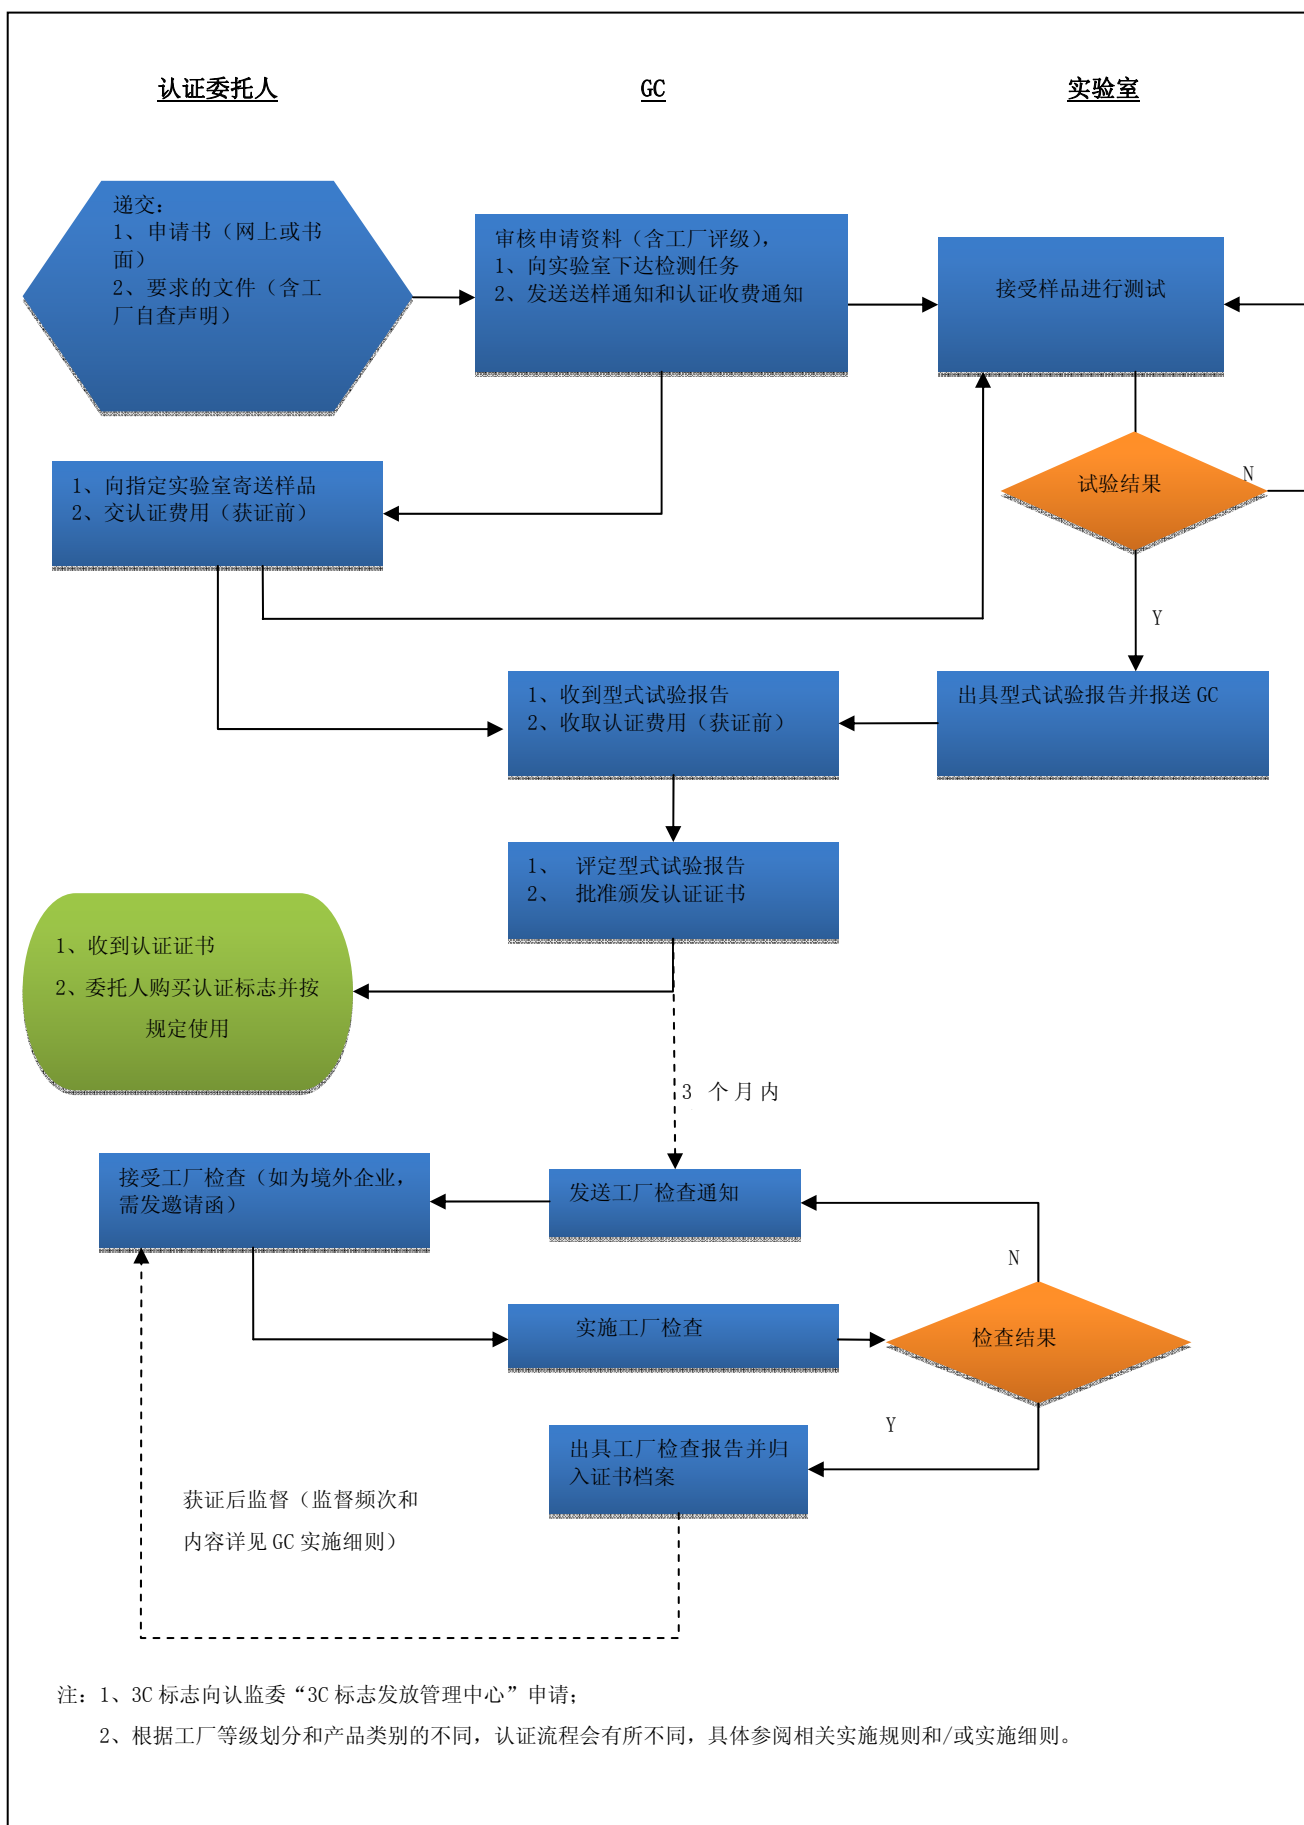 认证委托人
GC
实验室
递交：
1、申请书（网上或书
面）
2、要求的文件（含工
厂自查声明）
审核申请资料（含工厂评级），
1、向实验室下达检测任务
2、发送送样通知和认证收费通知
接受样品进行测试
1、向指定实验室寄送样品
2、交认证费用（获证前）
试验结果
N
Y
1、收到型式试验报告
2、收取认证费用（获证前）
出具型式试验报告并报送 GC
1、 评定型式试验报告
2、 批准颁发认证证书
1、收到认证证书
2、委托人购买认证标志并按
规定使用
3 个月内
接受工厂检查（如为境外企业，
需发邀请函）
发送工厂检查通知
N
实施工厂检查
检查结果
Y
出具工厂检查报告并归
入证书档案
获证后监督（监督频次和
内容详见 GC 实施细则）
注：1、3C 标志向认监委“3C 标志发放管理中心”申请；
2、根据工厂等级划分和产品类别的不同，认证流程会有所不同，具体参阅相关实施规则和/或实施细则。